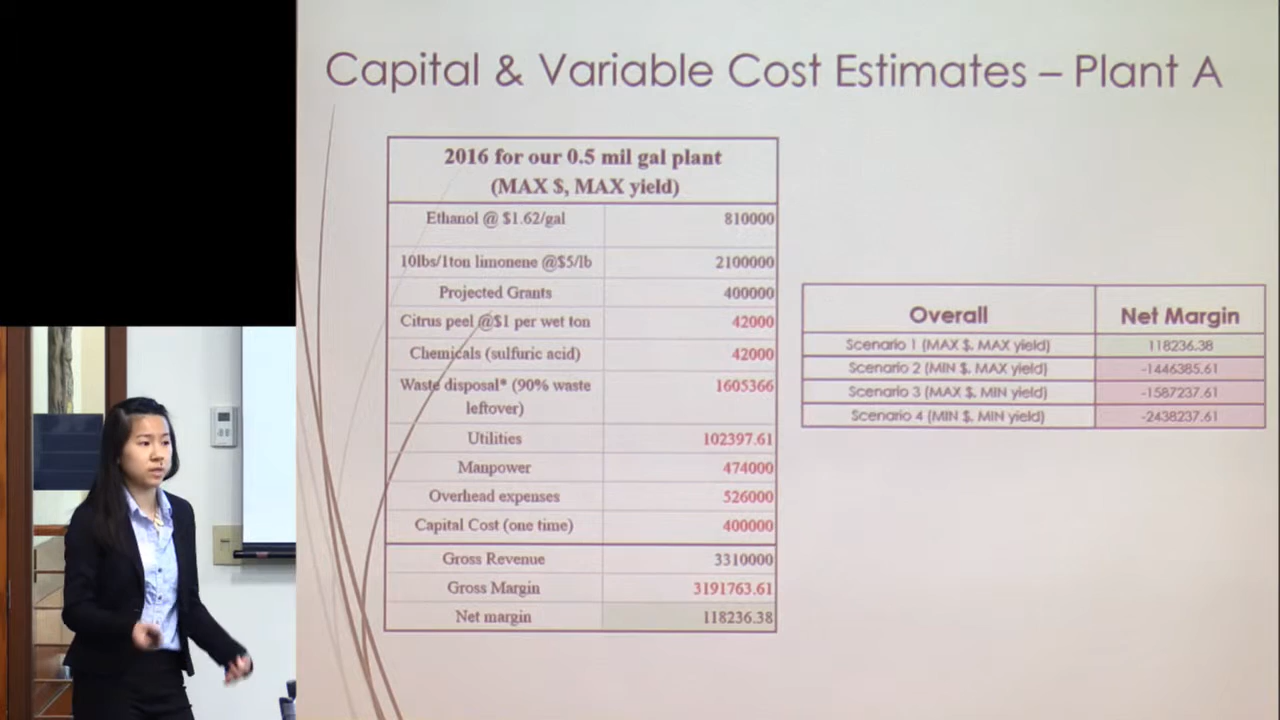 Capital & Variable Cost Estimates – Plant A
2016 for our 0.5 mil gal plant
(MAX $, MAX yield)
Ethanol @ $1.62/gal 810000
10lbs/1ton limonene @$5/lb 2100000
Projected Grants 400000
Citrus peel @$1 per wet ton 42000
Chemicals (sulfuric acid) 42000
Waste disposal* (90% waste 1605366
leftover)
Utilities 102397.61
Manpower 474000
Overhead expenses 526000
Capital Cost (one time) 400000
Gross Revenue 3310000
Gross Margin 3191763.61
Net margin 118236.38
Overall Net Margin
Scenario 1 (MAX $, MAX yield) 118236.38
Scenario 2 (MIN $, MAX yield) -1446385.61
Scenario 3 (MAX $, MIN yield) -1587237.61
Scenario 4 (MIN $, MIN yield) -2438237.61